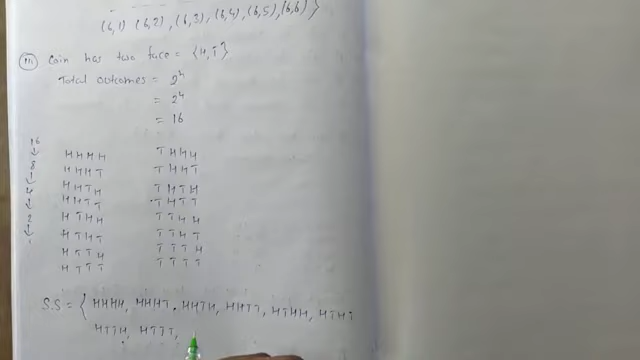 (6,1) (6,2), (6,3), (6,4), (6,5), (6,6) }
(iii) Coin has two face = {H, T}
Total outcomes = 2^n
= 2^4
= 16
16 8 4 2 1
HHHH THHH
HHHT THHT
HHTH THTH
HHTT THTT
HTHH TTHH
HTHT TTHT
HTTH TTTH
HTTT TTTT
S.S = { HHHH, HHHT, HHTH, HHTT, HTHH, HTHT
HTTH, HTTT,